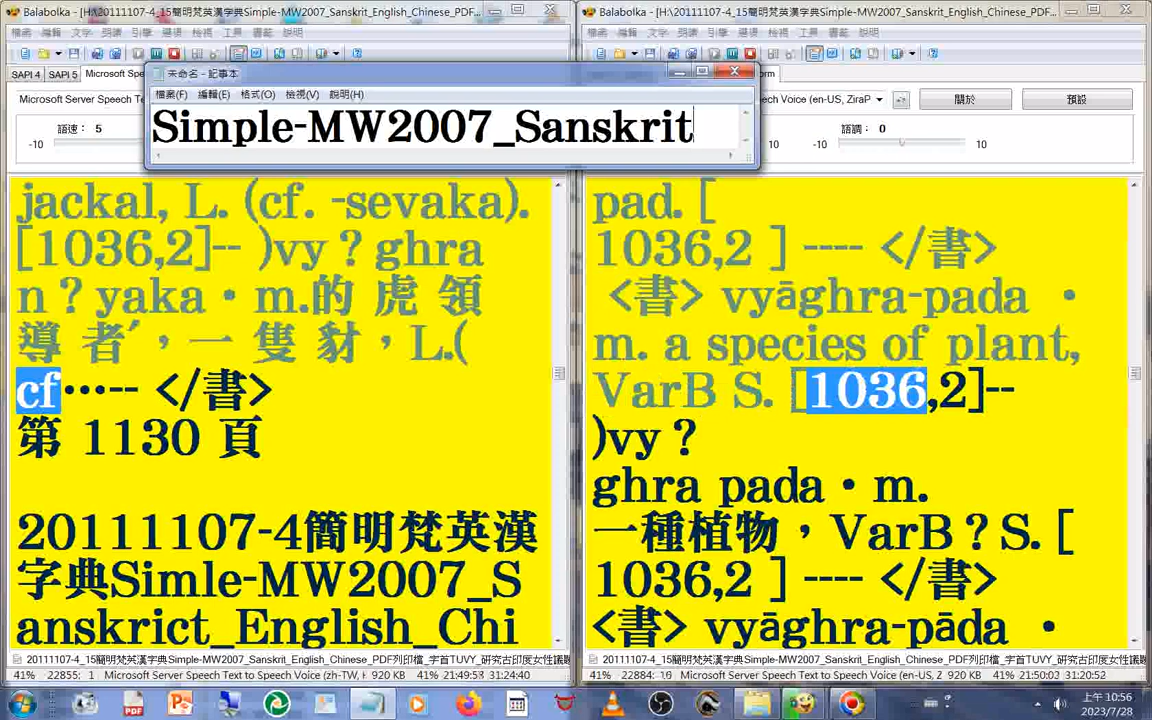 Balabolka - [H:\20111107-4_15簡明梵英漢字典Simple-MW2007_Sanskrit_English_Chinese_PDF...
Balabolka - [H:\20111107-4_15簡明梵英漢字典Simple-MW2007_Sanskrit_English_Chinese_PDF...
SAPI 4 SAPI 5 Microsoft Spe
未命名 - 記事本
檔案(F) 編輯(E) 格式(O) 檢視(V) 說明(H)
Simple-MW2007_Sanskrit
Microsoft Server Speech Text
ech Voice (en-US, ZiraP
關於 預設
語速： 5
語調： 0
-10
10 -10 10
jackal, L. (cf. -sevaka).
[1036,2]-- )vy？ghra
n？yaka・m.的 虎 領
導 者′，一 隻 豺，L.(
cf…-- </書>
第 1130 頁
20111107-4簡明梵英漢
字典Simle-MW2007_S
anskrict_English_Chi
pad. [
1036,2 ] ---- </書>
<書> vyāghra-pada ・
m. a species of plant,
VarB S. [1036,2]--
)vy？
ghra pada・m.
一種植物，VarB？S. [
1036,2 ] ---- </書>
<書> vyāghra-pāda ・
20111107-4_15簡明梵英漢字典Simple-MW2007_Sanskrit_English_Chinese_PDF列印檔_字首TUVY_研究古印度女性議題
20111107-4_15簡明梵英漢字典Simple-MW2007_Sanskrit_English_Chinese_PDF列印檔_字首TUVY_研究古印度女性議題
41% 22855: 1 Microsoft Server Speech Text to Speech Voice (zh-TW, H 920 KB 21:49:53 31:24:40
41% 22884: 16 Microsoft Server Speech Text to Speech Voice (en-US, Z 920 KB 21:50:02 31:20:52
上午 10:56
2023/7/28